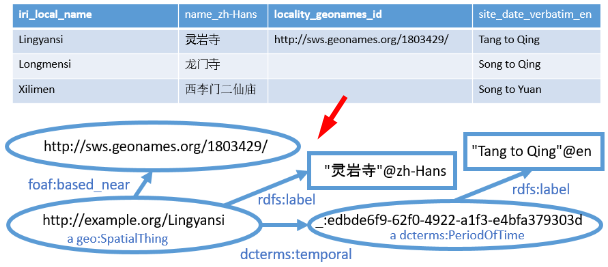 iri_local_name name_zh-Hans locality_geonames_id site_date_verbatim_en
Lingyansi 灵岩寺 http://sws.geonames.org/1803429/ Tang to Qing
Longmensi 龙门寺 Song to Qing
Xilimen 西李门二仙庙 Song to Yuan
http://sws.geonames.org/1803429/
"灵岩寺"@zh-Hans
"Tang to Qing"@en
foaf:based_near
rdfs:label
rdfs:label
http://example.org/Lingyansi
a geo:SpatialThing
_:edbde6f9-62f0-4922-a1f3-e4bfa379303d
a dcterms:PeriodOfTime
dcterms:temporal